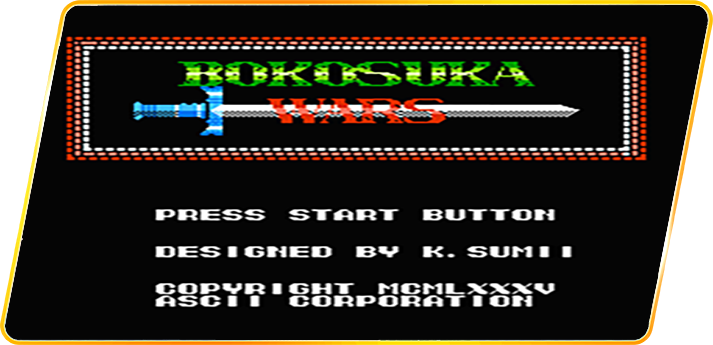 BOKOSUKA
WARS
PRESS START BUTTON
DESIGNED BY K.SUMII
COPYRIGHT MCMLXXXV
ASCII CORPORATION